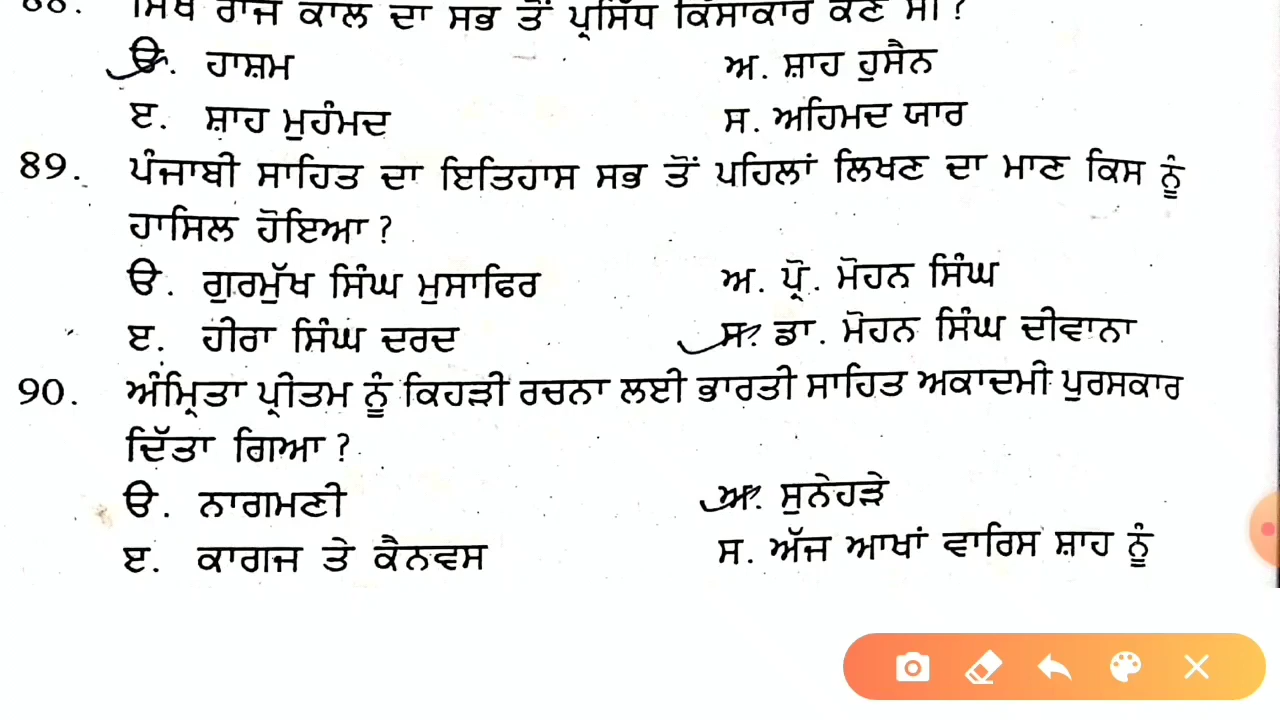 88. ਸਿੱਖ ਰਾਜ ਕਾਲ ਦਾ ਸਭ ਤੋਂ ਪ੍ਰਸਿੱਧ ਕਿੱਸਾਕਾਰ ਕੌਣ ਸੀ ?
ੳ. ਹਾਸ਼ਮ ਅ. ਸ਼ਾਹ ਹੁਸੈਨ
ੲ. ਸ਼ਾਹ ਮੁਹੰਮਦ ਸ. ਅਹਿਮਦ ਯਾਰ
89. ਪੰਜਾਬੀ ਸਾਹਿਤ ਦਾ ਇਤਿਹਾਸ ਸਭ ਤੋਂ ਪਹਿਲਾਂ ਲਿਖਣ ਦਾ ਮਾਣ ਕਿਸ ਨੂੰ
ਹਾਸਿਲ ਹੋਇਆ ?
ੳ. ਗੁਰਮੁੱਖ ਸਿੰਘ ਮੁਸਾਫਿਰ ਅ. ਪ੍ਰੋ. ਮੋਹਨ ਸਿੰਘ
ੲ. ਹੀਰਾ ਸਿੰਘ ਦਰਦ ਸ. ਡਾ. ਮੋਹਨ ਸਿੰਘ ਦੀਵਾਨਾ
90. ਅੰਮ੍ਰਿਤਾ ਪ੍ਰੀਤਮ ਨੂੰ ਕਿਹੜੀ ਰਚਨਾ ਲਈ ਭਾਰਤੀ ਸਾਹਿਤ ਅਕਾਦਮੀ ਪੁਰਸਕਾਰ
ਦਿੱਤਾ ਗਿਆ ?
ੳ. ਨਾਗਮਣੀ ਅ. ਸੁਨੇਹੜੇ
ੲ. ਕਾਗਜ ਤੇ ਕੈਨਵਸ ਸ. ਅੱਜ ਆਖਾਂ ਵਾਰਿਸ ਸ਼ਾਹ ਨੂੰ